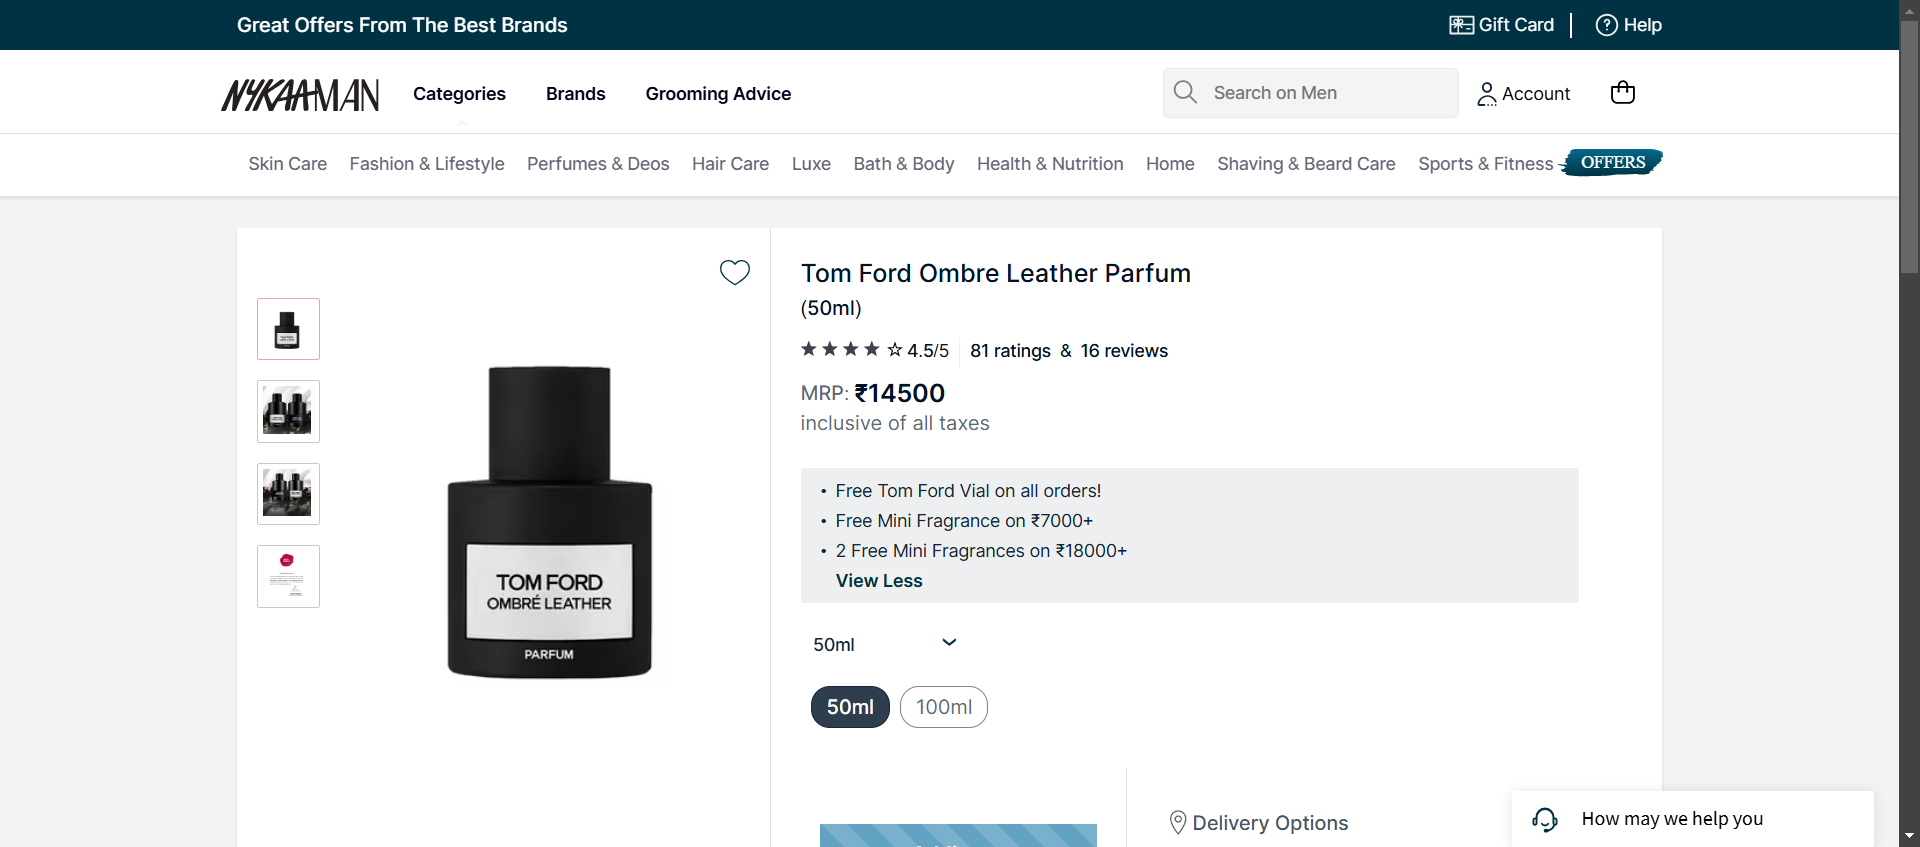 Great Offers From The Best Brands
Gift Card
Help
NYKAA MAN
Categories
Brands
Grooming Advice
Search on Men
Account
Skin Care
Fashion & Lifestyle
Perfumes & Deos
Hair Care
Luxe
Bath & Body
Health & Nutrition
Home
Shaving & Beard Care
Sports & Fitness
OFFERS
TOM FORD
OMBRÉ LEATHER
PARFUM
Tom Ford Ombre Leather Parfum
(50ml)
4.5/5
81 ratings & 16 reviews
MRP: ₹14500
inclusive of all taxes
• Free Tom Ford Vial on all orders!
• Free Mini Fragrance on ₹7000+
• 2 Free Mini Fragrances on ₹18000+
View Less
50ml
50ml
100ml
Delivery Options
How may we help you